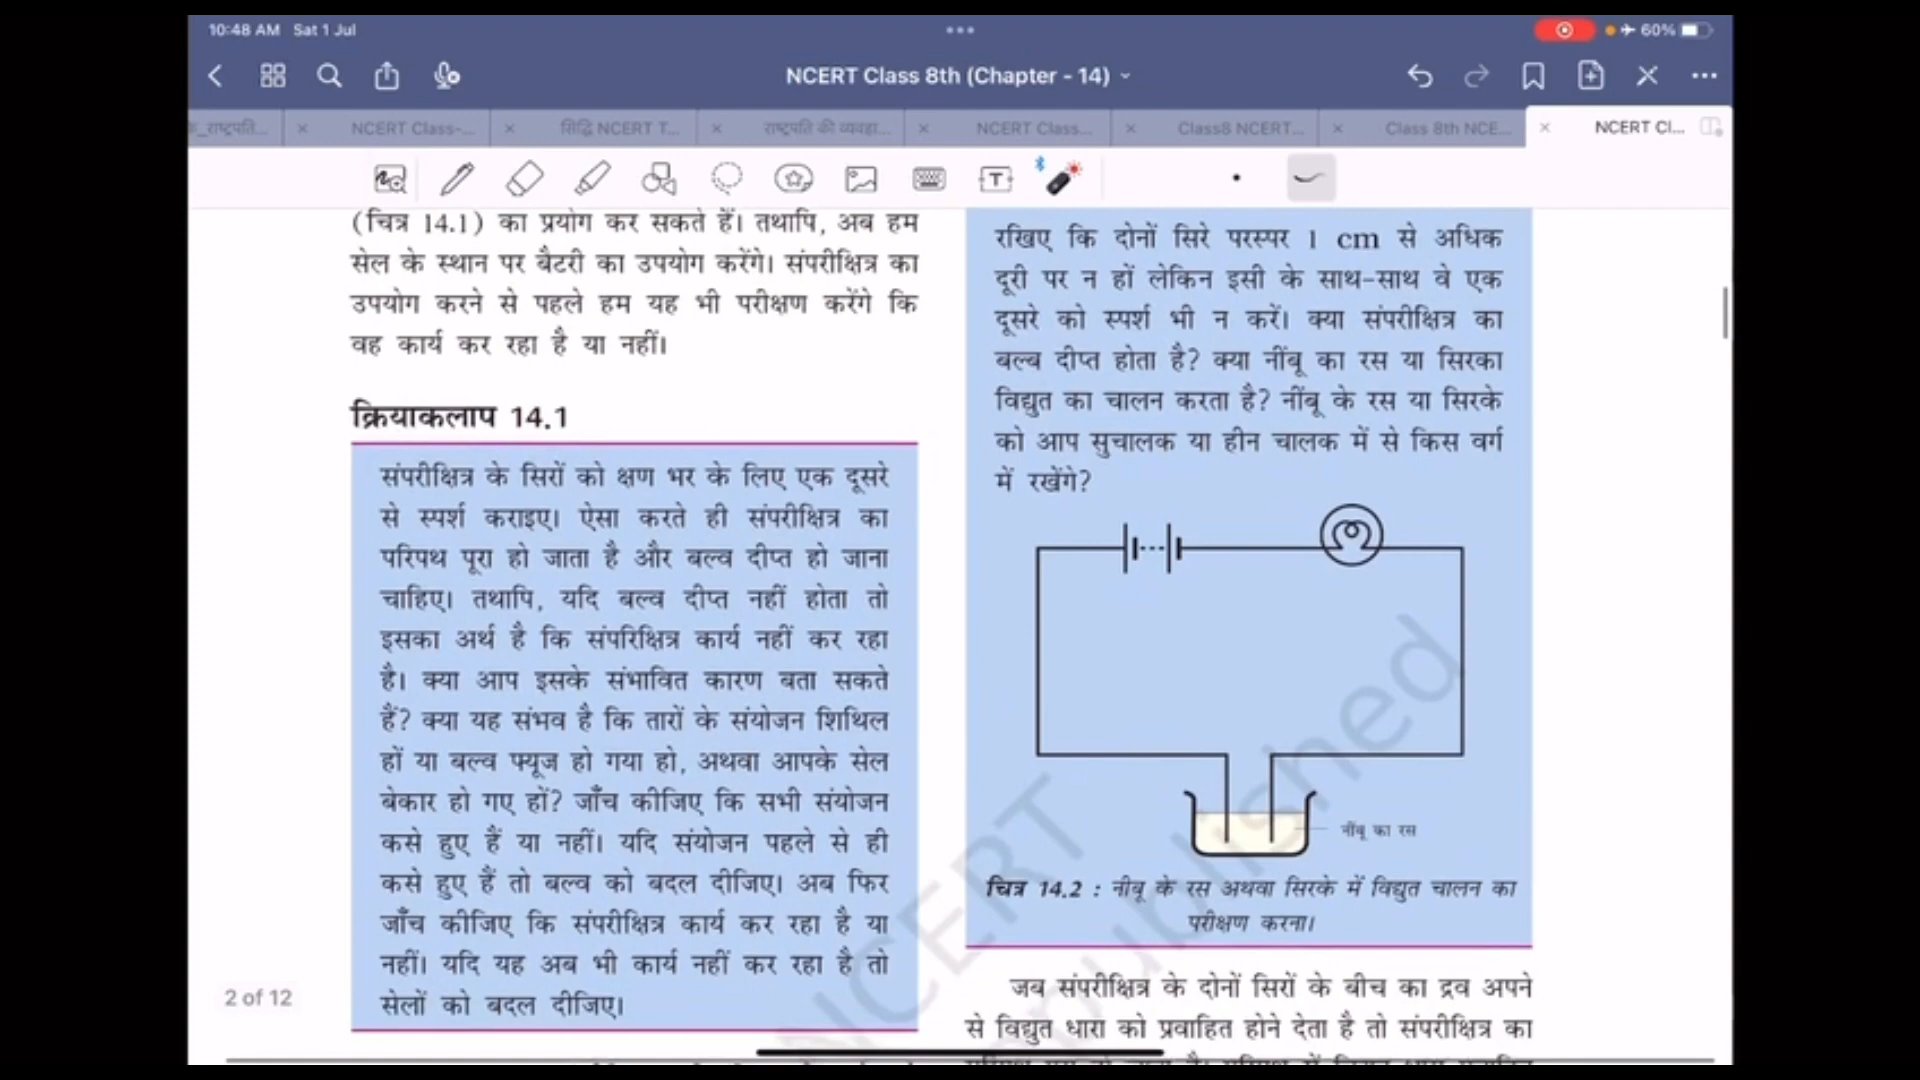 10:48 AM Sat 1 Jul
60%
NCERT Class 8th (Chapter - 14)
क_राष्ट्रपति...
NCERT Class-...
सिद्धि NCERT T...
राष्ट्रपति की व्यवहा...
NCERT Class...
Class8 NCERT...
Class 8th NCE...
NCERT Cl...
(चित्र 14.1) का प्रयोग कर सकते हैं। तथापि, अब हम
सेल के स्थान पर बैटरी का उपयोग करेंगे। संपरीक्षित्र का
उपयोग करने से पहले हम यह भी परीक्षण करेंगे कि
वह कार्य कर रहा है या नहीं।
क्रियाकलाप 14.1
संपरीक्षित्र के सिरों को क्षण भर के लिए एक दूसरे
से स्पर्श कराइए। ऐसा करते ही संपरीक्षित्र का
परिपथ पूरा हो जाता है और बल्व दीप्त हो जाना
चाहिए। तथापि, यदि बल्व दीप्त नहीं होता तो
इसका अर्थ है कि संपरिक्षित्र कार्य नहीं कर रहा
है। क्या आप इसके संभावित कारण बता सकते
हैं? क्या यह संभव है कि तारों के संयोजन शिथिल
हों या बल्व फ्यूज हो गया हो, अथवा आपके सेल
बेकार हो गए हों? जाँच कीजिए कि सभी संयोजन
कसे हुए हैं या नहीं। यदि संयोजन पहले से ही
कसे हुए हैं तो बल्व को बदल दीजिए। अब फिर
जाँच कीजिए कि संपरीक्षित्र कार्य कर रहा है या
नहीं। यदि यह अब भी कार्य नहीं कर रहा है तो
सेलों को बदल दीजिए।
2 of 12
रखिए कि दोनों सिरे परस्पर 1 cm से अधिक
दूरी पर न हों लेकिन इसी के साथ-साथ वे एक
दूसरे को स्पर्श भी न करें। क्या संपरीक्षित्र का
बल्ब दीप्त होता है? क्या नींबू का रस या सिरका
विद्युत का चालन करता है? नींबू के रस या सिरके
को आप सुचालक या हीन चालक में से किस वर्ग
में रखेंगे?
नींबू का रस
चित्र 14.2 : नीबू के रस अथवा सिरके में विद्युत चालन का
परीक्षण करना।
जब संपरीक्षित्र के दोनों सिरों के बीच का द्रव अपने
से विद्युत धारा को प्रवाहित होने देता है तो संपरीक्षित्र का
NCERT
published